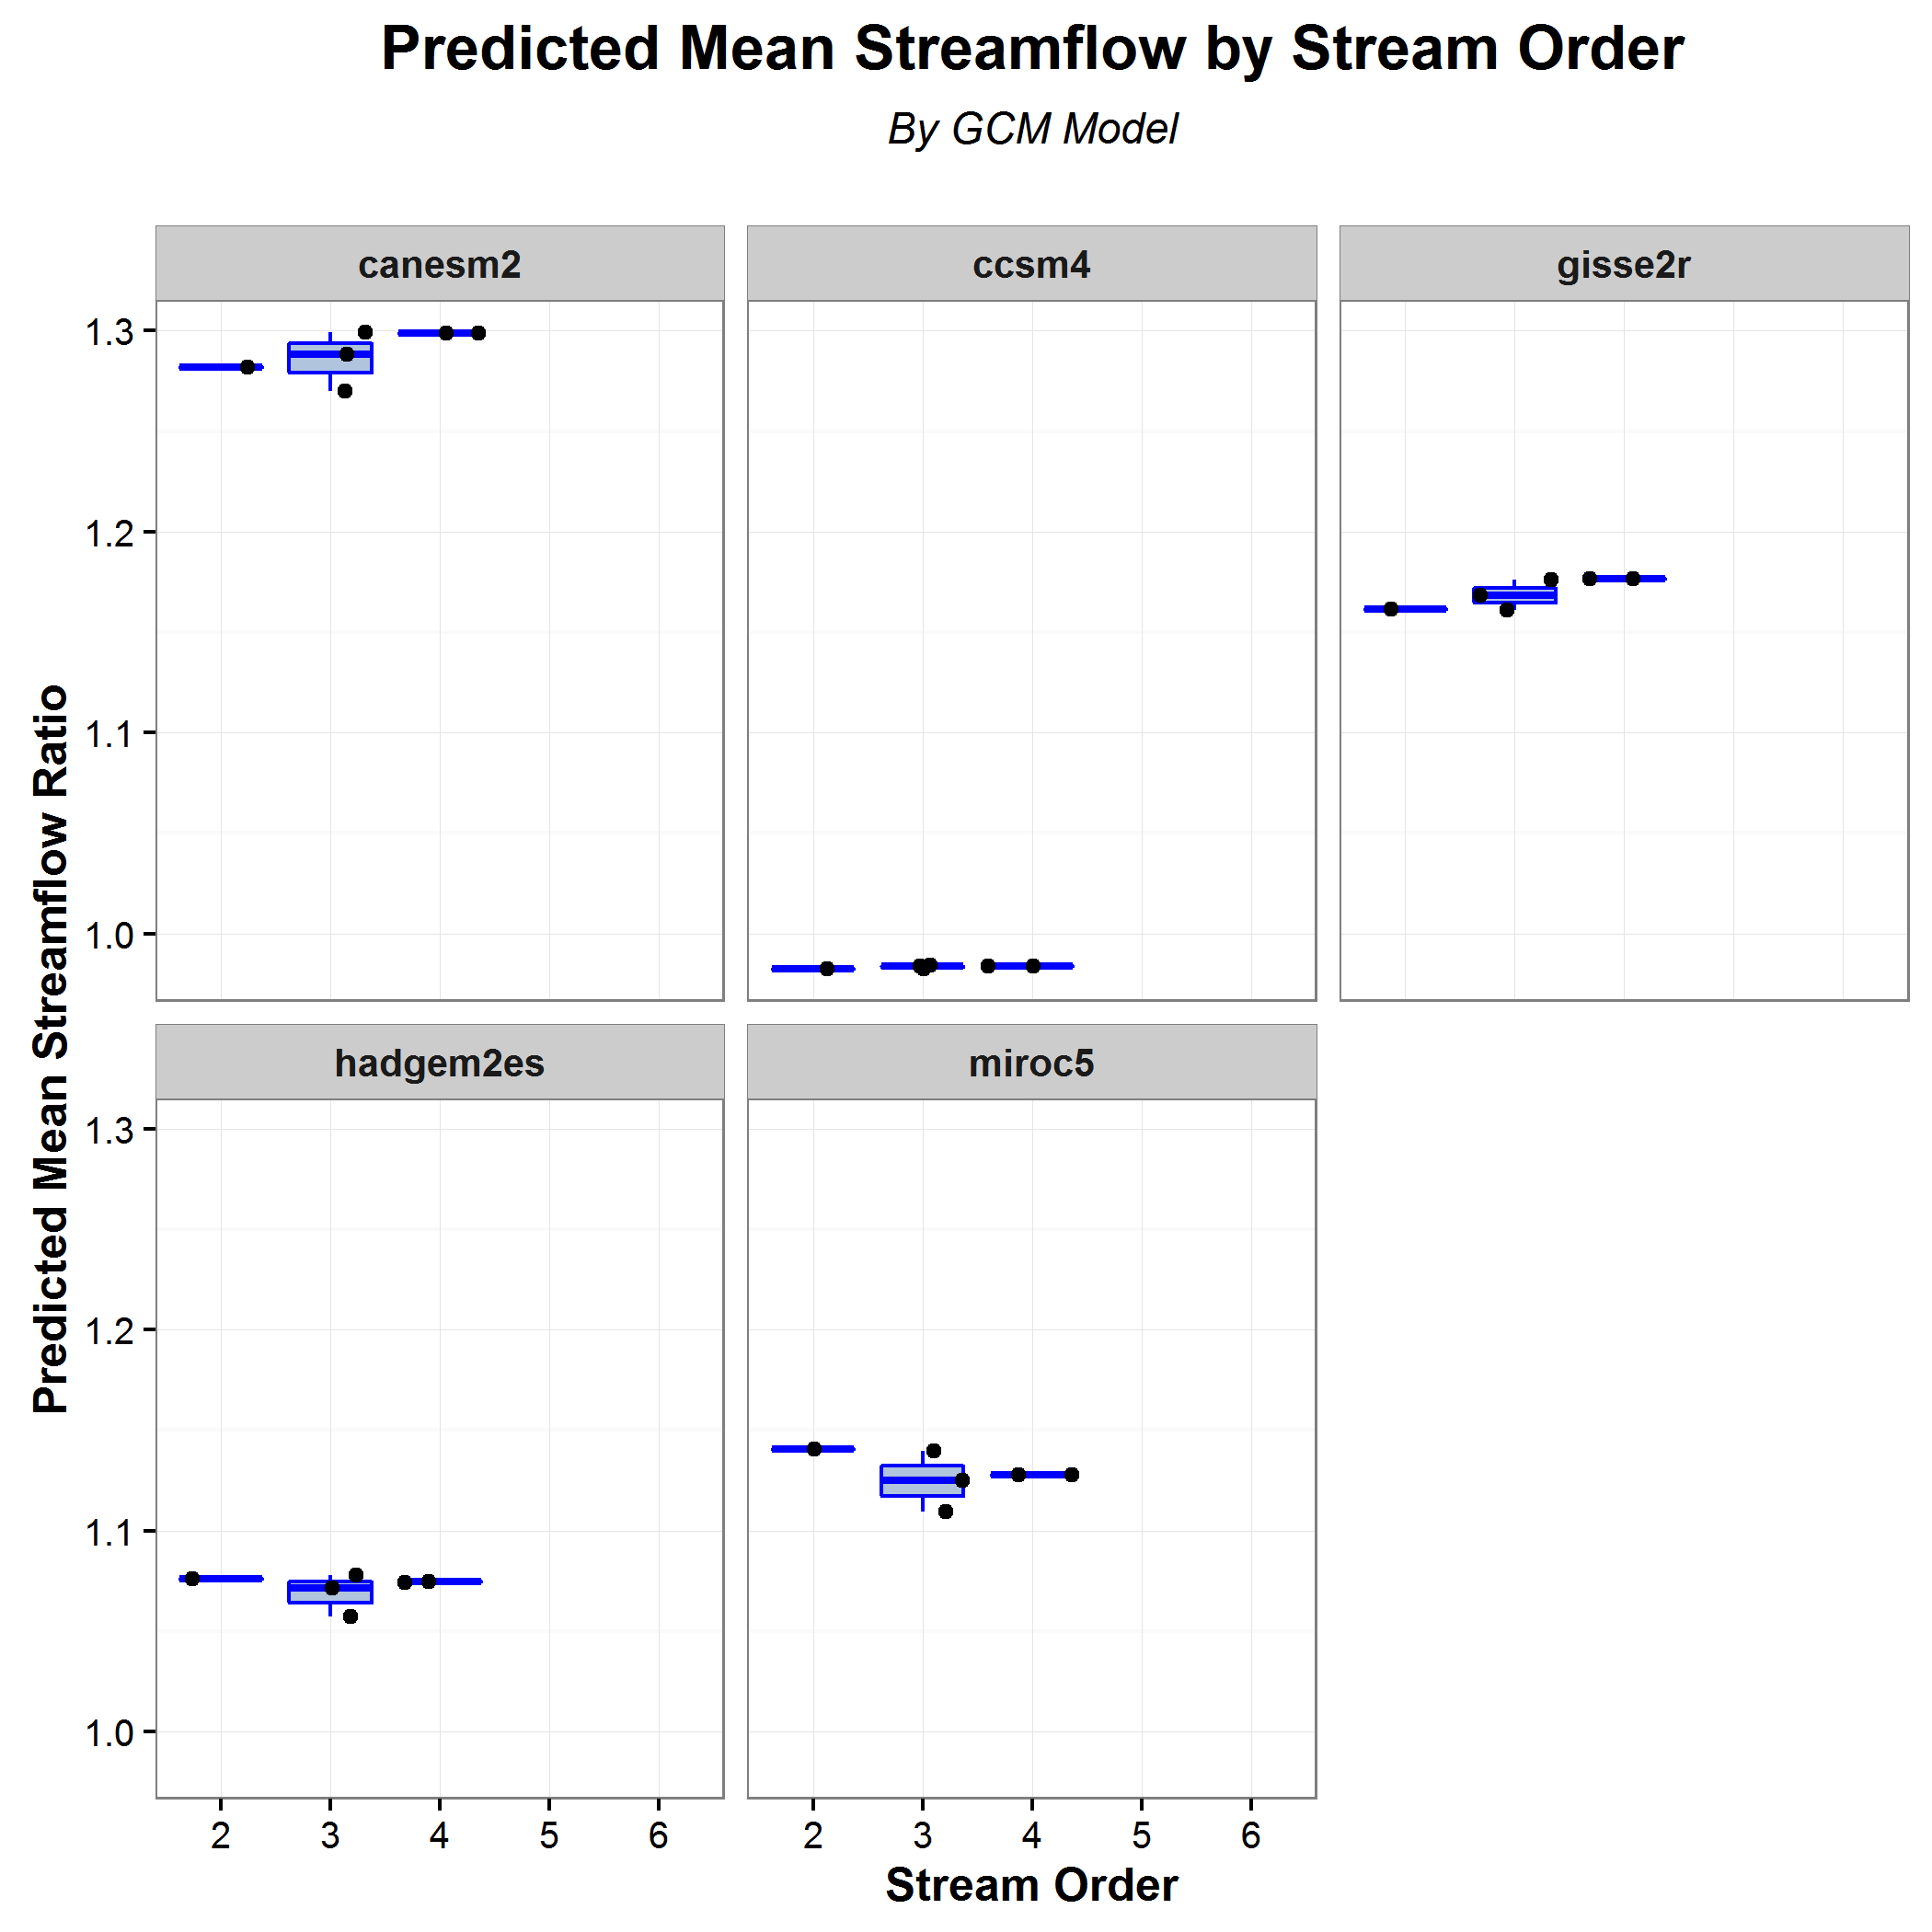 Predicted Mean Streamflow by Stream Order
By GCM Model
canesm2
ccsm4
gisse2r
1.3
1.2
1.1
1.0
Predicted Mean Streamflow Ratio
hadgem2es
miroc5
1.3
1.2
1.1
1.0
2 3 4 5 6
2 3 4 5 6
Stream Order